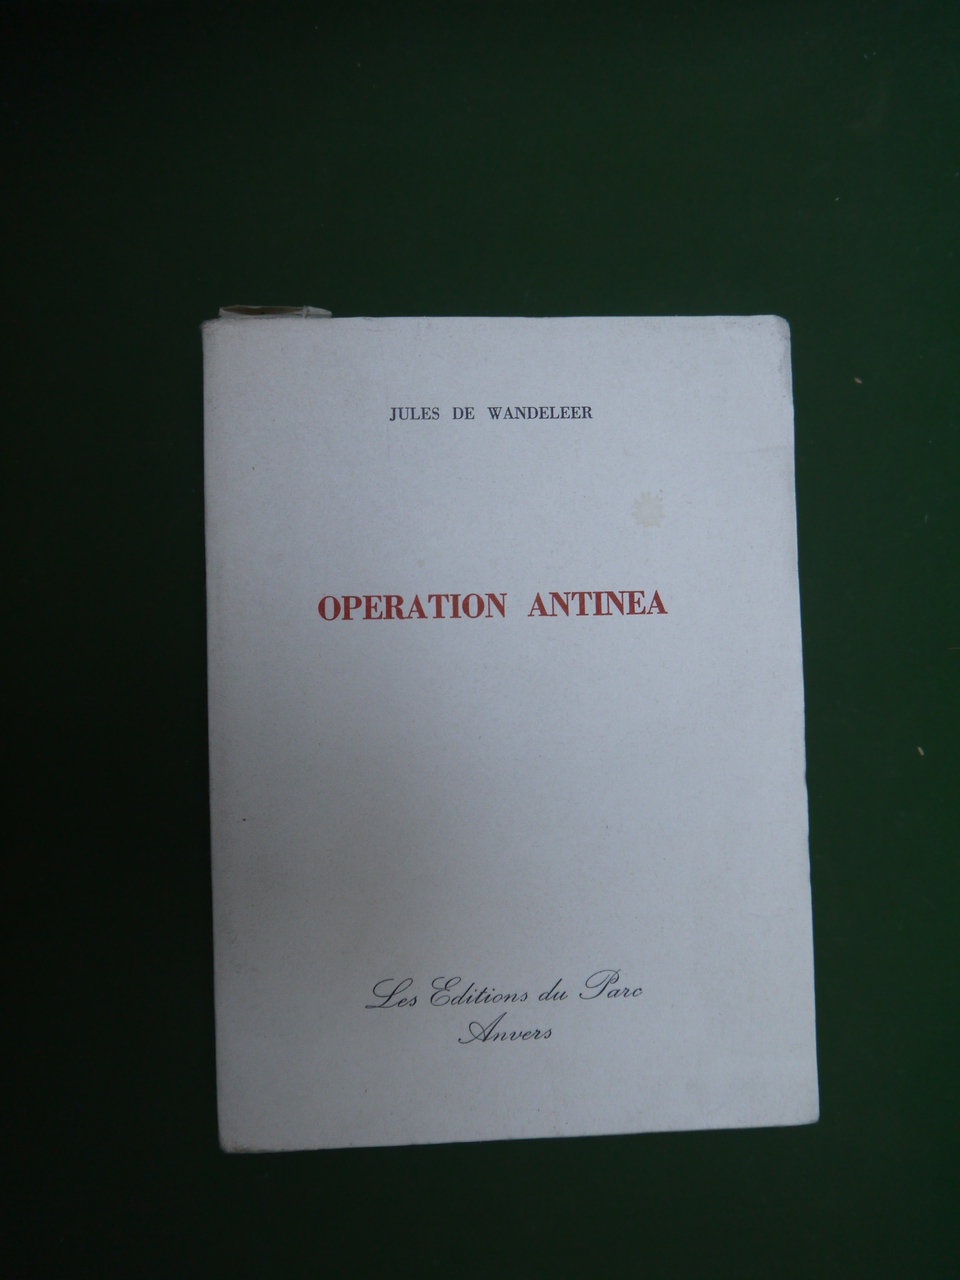 JULES DE WANDELEER
OPERATION ANTINEA
Les Editions du Parc
Anvers